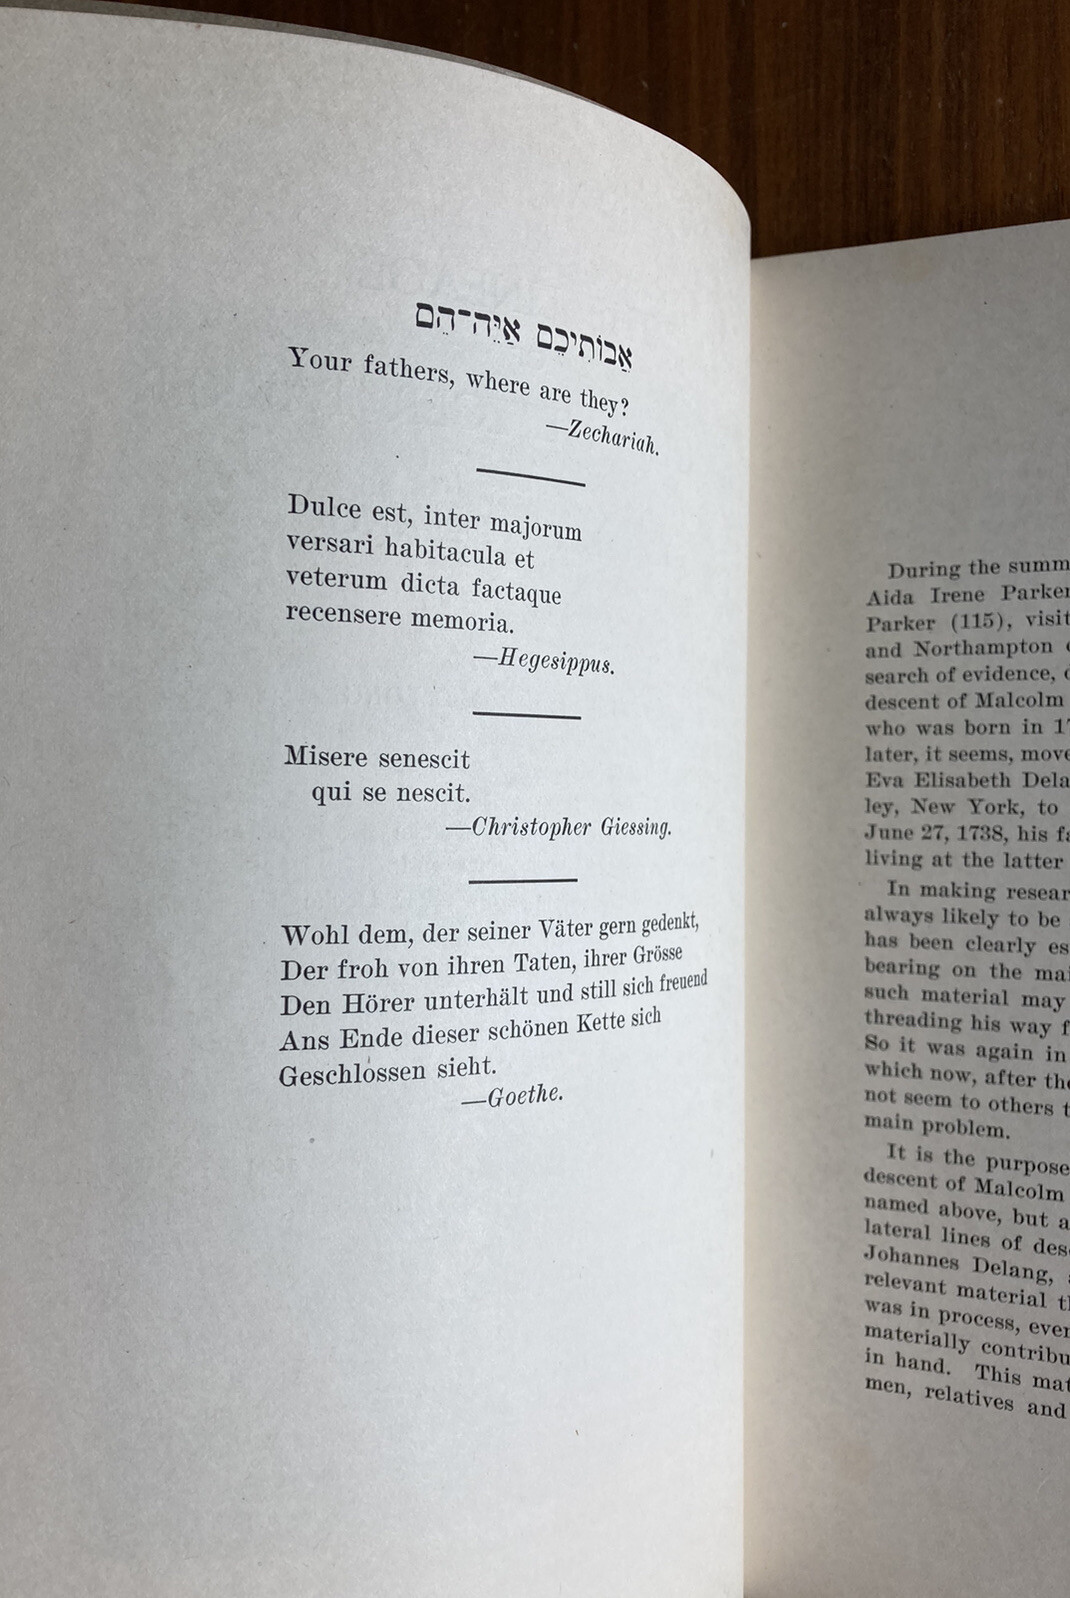 אֲבוֹתֵיכֶם אַיֵּה־הֵם
Your fathers, where are they?
—Zechariah.
Dulce est, inter majorum
versari habitacula et
veterum dicta factaque
recensere memoria.
—Hegesippus.
Misere senescit
qui se nescit.
—Christopher Giessing.
Wohl dem, der seiner Väter gern gedenkt,
Der froh von ihren Taten, ihrer Grösse
Den Hörer unterhält und still sich freuend
Ans Ende dieser schönen Kette sich
Geschlossen sieht.
—Goethe.
During the summ
Aida Irene Parker
Parker (115), visit
and Northampton
search of evidence,
descent of Malcolm
who was born in 17
later, it seems, move
Eva Elisabeth Dela
ley, New York, to
June 27, 1738, his fa
living at the latter
In making resear
always likely to be
has been clearly es
bearing on the mai
such material may
threading his way f
So it was again in
which now, after the
not seem to others t
main problem.
It is the purpose
descent of Malcolm
named above, but a
lateral lines of des
Johannes Delang,
relevant material th
was in process, ever
materially contribu
in hand. This mat
men, relatives and